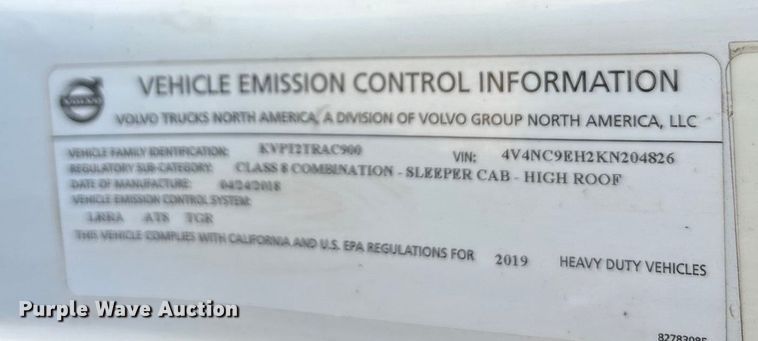 VEHICLE EMISSION CONTROL INFORMATION
VOLVO
VOLVO TRUCKS NORTH AMERICA, A DIVISION OF VOLVO GROUP NORTH AMERICA, LLC
VEHICLE FAMILY IDENTIFICATION: KVPT2TRAC900 VIN: 4V4NC9EH2KN204826
REGULATORY SUB-CATEGORY: CLASS 8 COMBINATION - SLEEPER CAB - HIGH ROOF
DATE OF MANUFACTURE: 04/24/2018
VEHICLE EMISSION CONTROL SYSTEM:
LRRA ATS TGR
THIS VEHICLE COMPLIES WITH CALIFORNIA AND U.S. EPA REGULATIONS FOR 2019 HEAVY DUTY VEHICLES
Purple Wave Auction